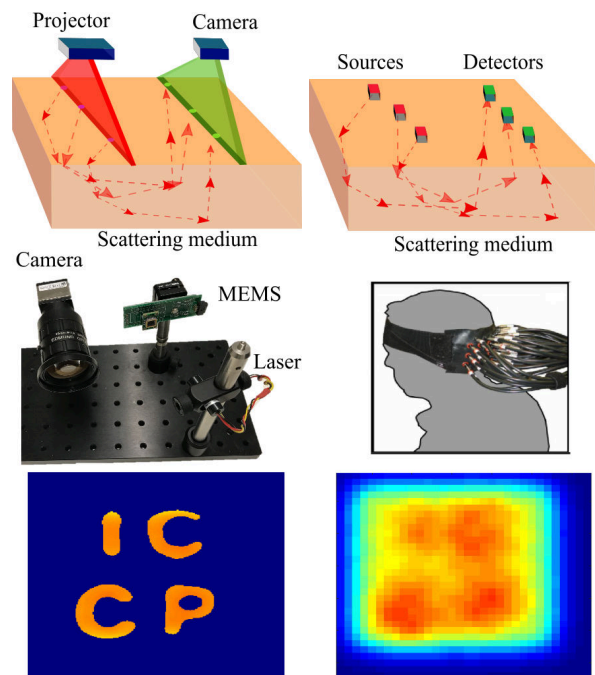 Projector
Camera
Sources
Detectors
Scattering medium
Scattering medium
Camera
MEMS
Laser
I C
C P